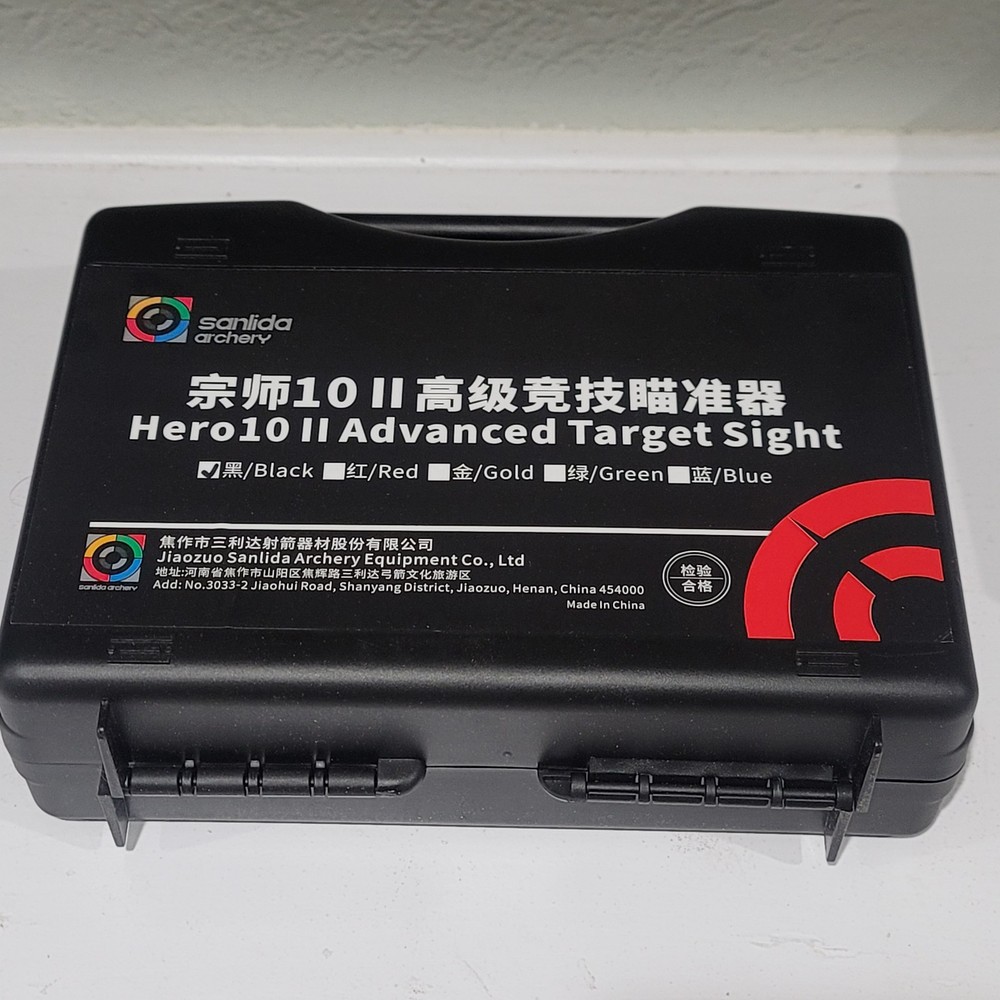 sanlida
archery
宗师10 II 高级竞技瞄准器
Hero10 II Advanced Target Sight
黑/Black 红/Red 金/Gold 绿/Green 蓝/Blue
焦作市三利达射箭器材股份有限公司
Jiaozuo Sanlida Archery Equipment Co., Ltd
地址:河南省焦作市山阳区焦辉路三利达弓箭文化旅游区
Add: No.3033-2 Jiaohui Road, Shanyang District, Jiaozuo, Henan, China 454000
Made In China
sanlida archery
检验
合格